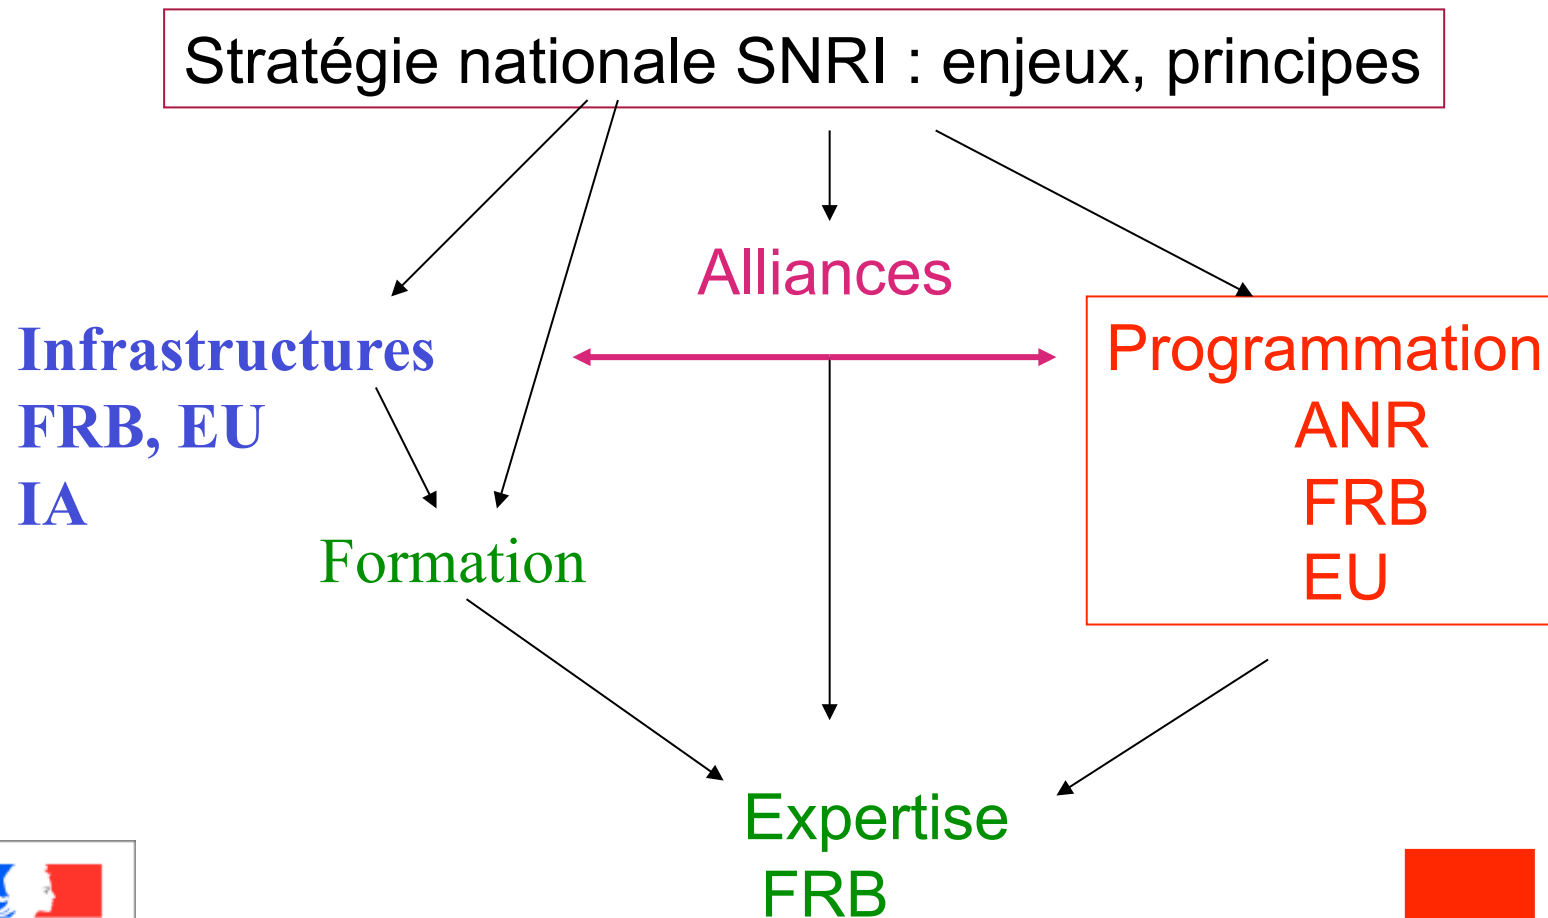 Stratégie nationale SNRI : enjeux, principes
Alliances
Infrastructures
FRB, EU
IA
Programmation
ANR
FRB
EU
Formation
Expertise
FRB